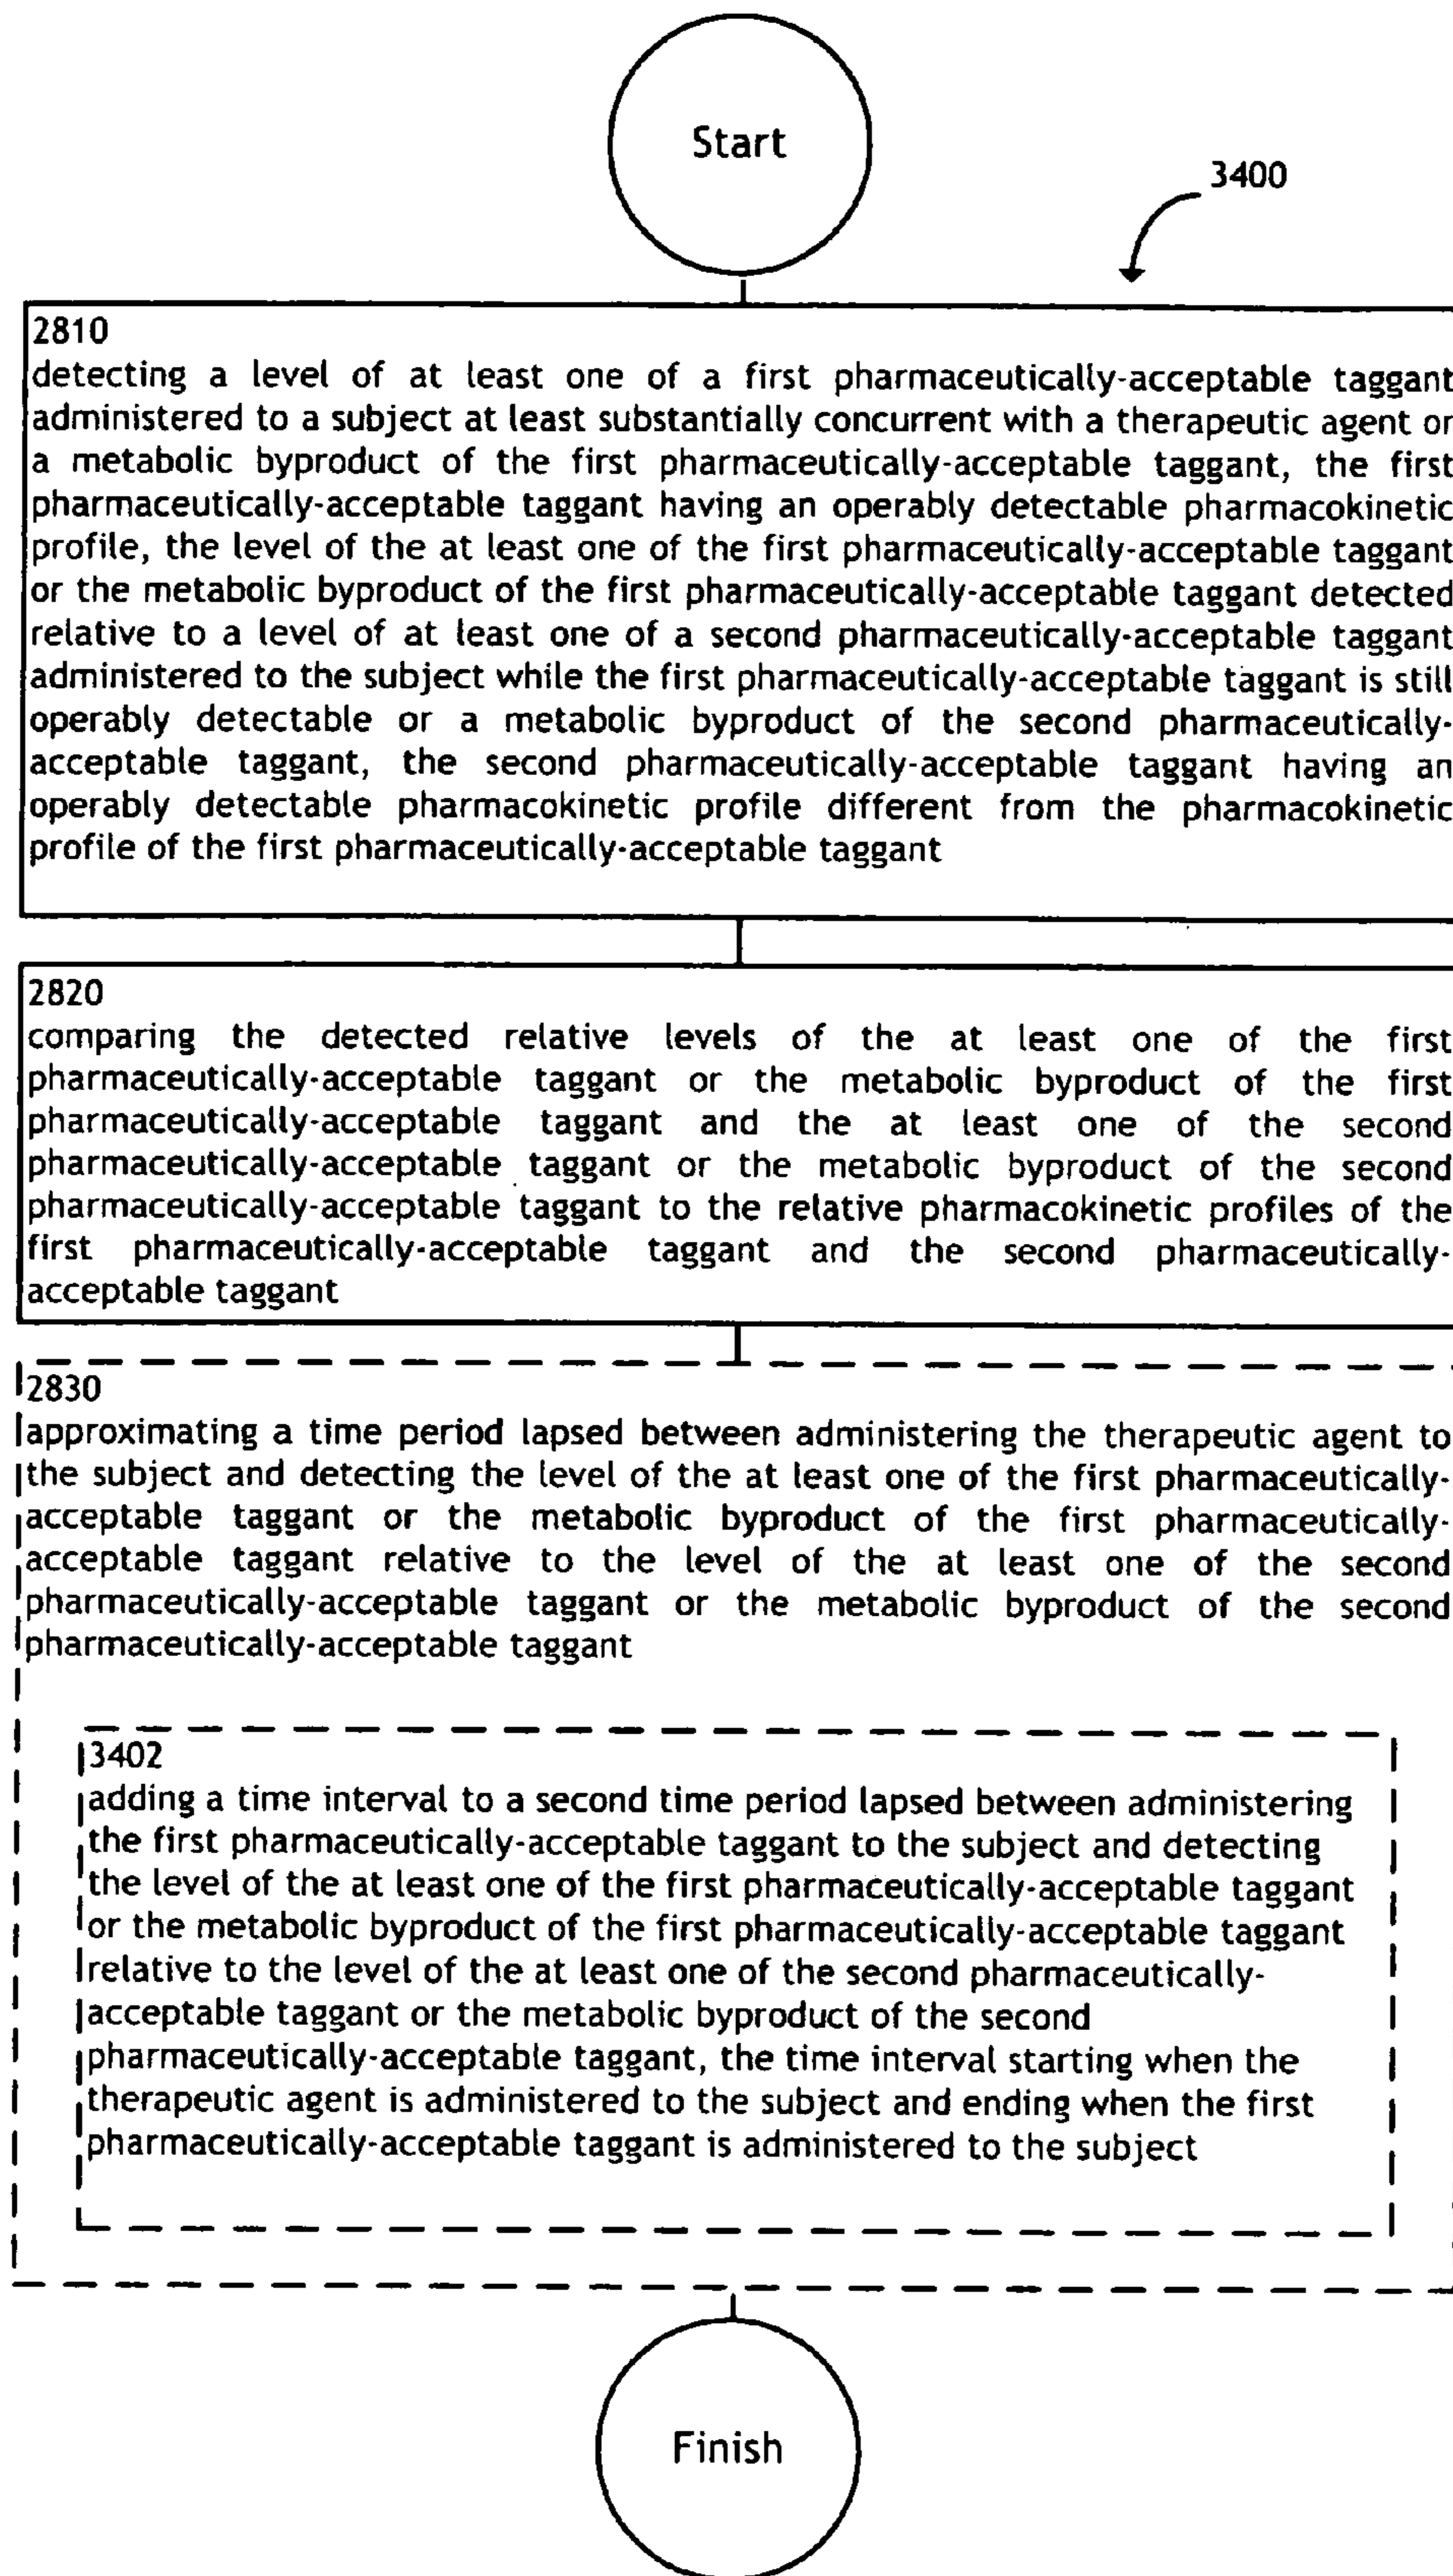 Start
3400
2810
detecting a level of at least one of a first pharmaceutically-acceptable taggant
administered to a subject at least substantially concurrent with a therapeutic agent or
a metabolic byproduct of the first pharmaceutically-acceptable taggant, the first
pharmaceutically-acceptable taggant having an operably detectable pharmacokinetic
profile, the level of the at least one of the first pharmaceutically-acceptable taggant
or the metabolic byproduct of the first pharmaceutically-acceptable taggant detected
relative to a level of at least one of a second pharmaceutically-acceptable taggant
administered to the subject while the first pharmaceutically-acceptable taggant is still
operably detectable or a metabolic byproduct of the second pharmaceutically-
acceptable taggant, the second pharmaceutically-acceptable taggant having an
operably detectable pharmacokinetic profile different from the pharmacokinetic
profile of the first pharmaceutically-acceptable taggant
2820
comparing the detected relative levels of the at least one of the first
pharmaceutically-acceptable taggant or the metabolic byproduct of the first
pharmaceutically-acceptable taggant and the at least one of the second
pharmaceutically-acceptable taggant or the metabolic byproduct of the second
pharmaceutically-acceptable taggant to the relative pharmacokinetic profiles of the
first pharmaceutically-acceptable taggant and the second pharmaceutically-
acceptable taggant
2830
approximating a time period lapsed between administering the therapeutic agent to
the subject and detecting the level of the at least one of the first pharmaceutically-
acceptable taggant or the metabolic byproduct of the first pharmaceutically-
acceptable taggant relative to the level of the at least one of the second
pharmaceutically-acceptable taggant or the metabolic byproduct of the second
pharmaceutically-acceptable taggant
3402
adding a time interval to a second time period lapsed between administering
the first pharmaceutically-acceptable taggant to the subject and detecting
the level of the at least one of the first pharmaceutically-acceptable taggant
or the metabolic byproduct of the first pharmaceutically-acceptable taggant
relative to the level of the at least one of the second pharmaceutically-
acceptable taggant or the metabolic byproduct of the second
pharmaceutically-acceptable taggant, the time interval starting when the
therapeutic agent is administered to the subject and ending when the first
pharmaceutically-acceptable taggant is administered to the subject
Finish